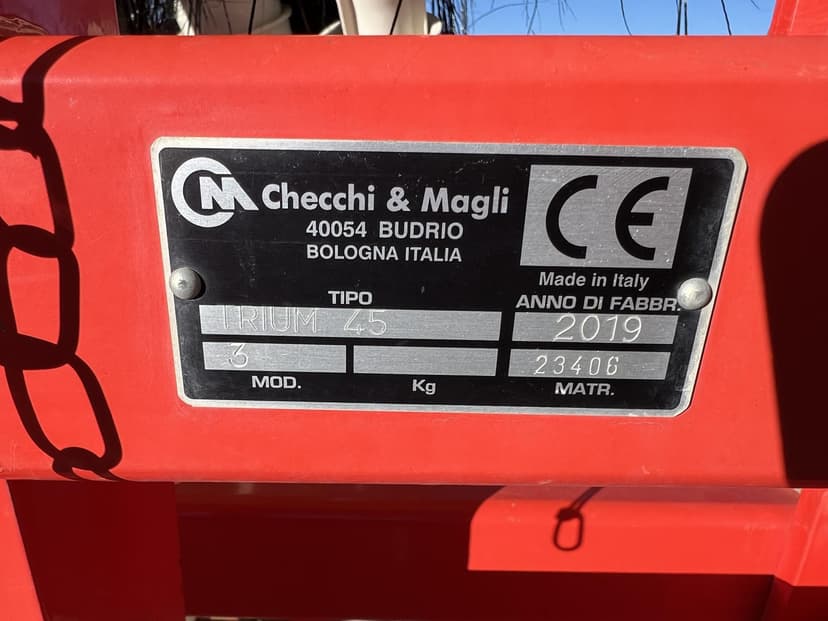 CM Checchi & Magli
40054 BUDRIO
BOLOGNA ITALIA
CE
Made in Italy
TIPO
ANNO DI FABBR.
TRIUM 45
2019
3
23406
MOD.
Kg
MATR.